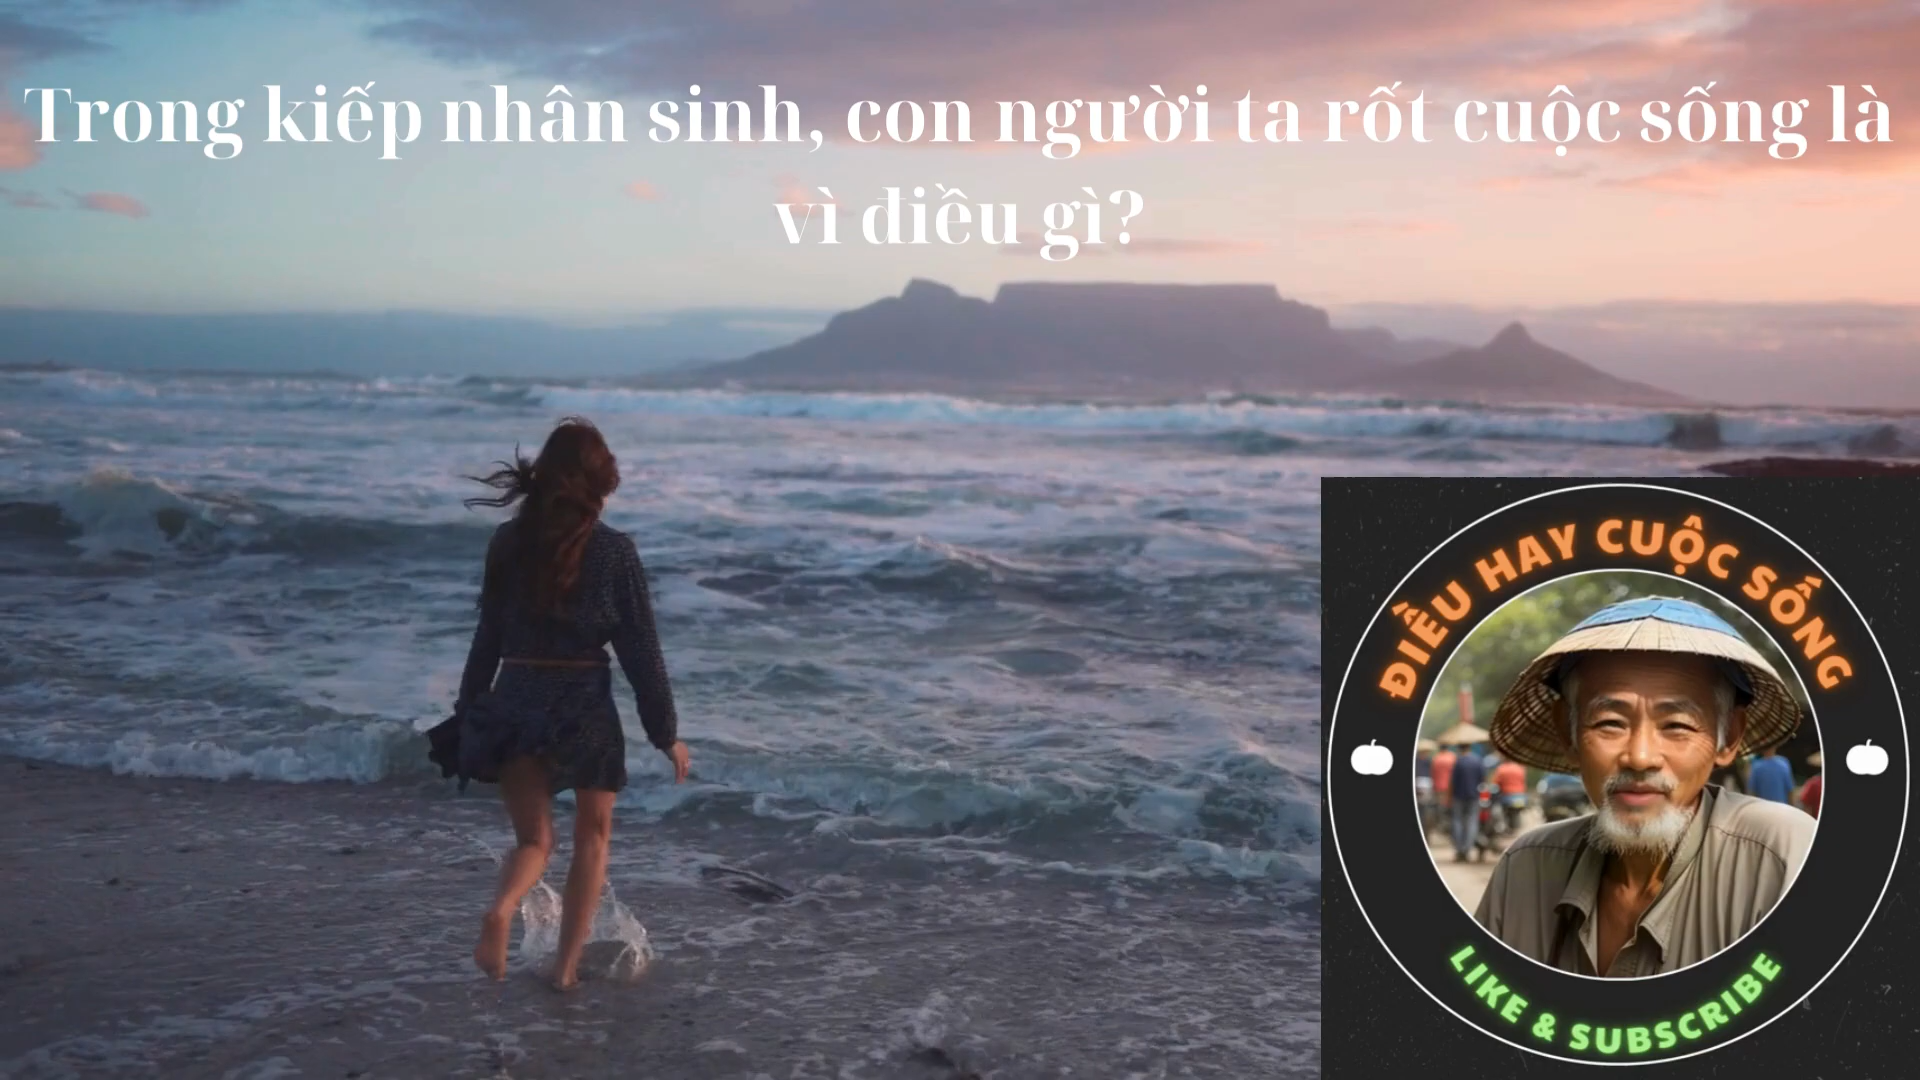 Trong kiếp nhân sinh, con người ta rốt cuộc sống là
vì điều gì?
ĐIỀU HAY CUỘC SỐNG
LIKE & SUBSCRIBE